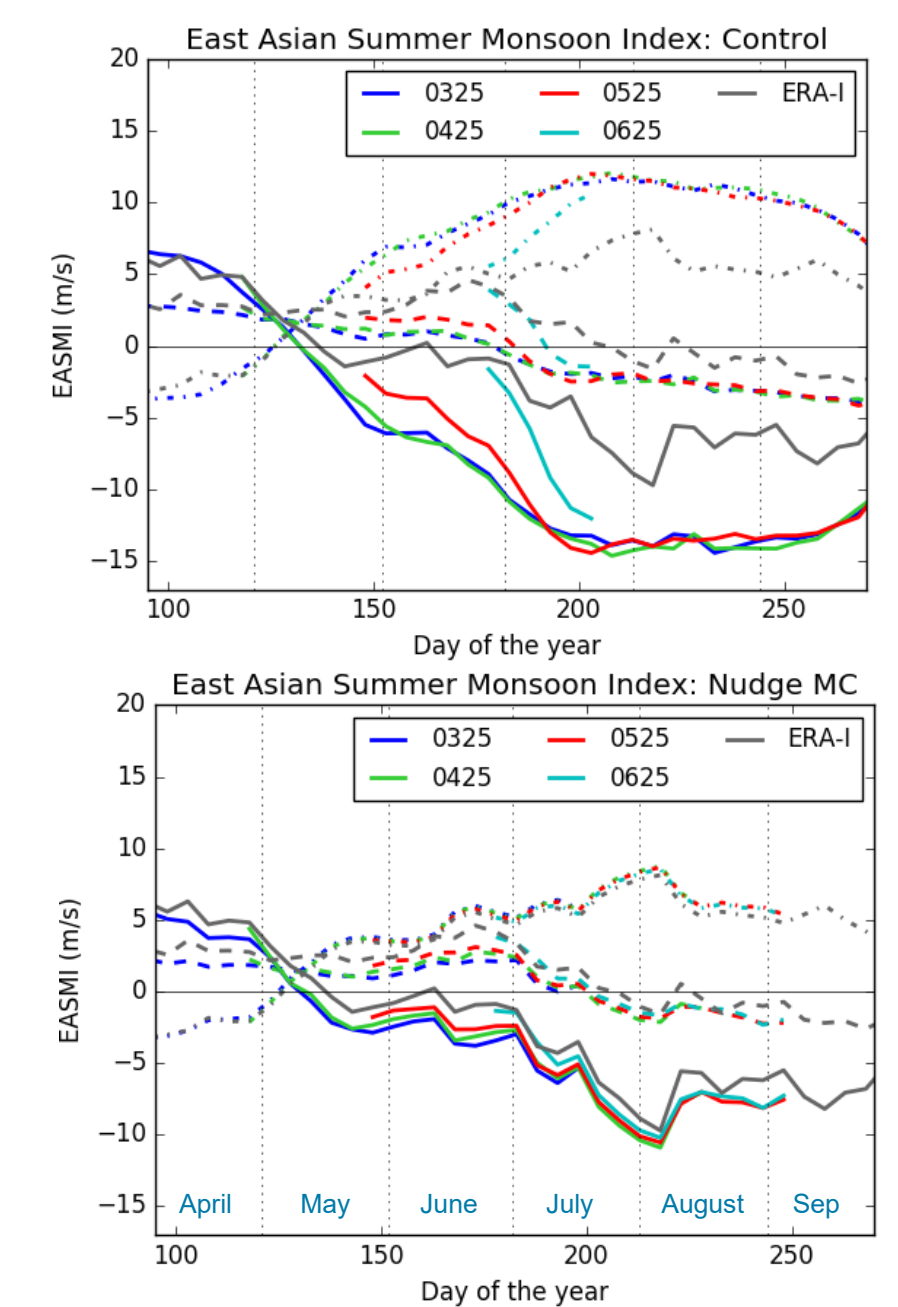 East Asian Summer Monsoon Index: Control
20
15
10
5
0
−5
−10
−15
EASMI (m/s)
0325 0525 ERA-I
0425 0625
100 150 200 250
Day of the year
East Asian Summer Monsoon Index: Nudge MC
20
15
10
5
0
−5
−10
−15
EASMI (m/s)
0325 0525 ERA-I
0425 0625
April May June July August Sep
100 150 200 250
Day of the year